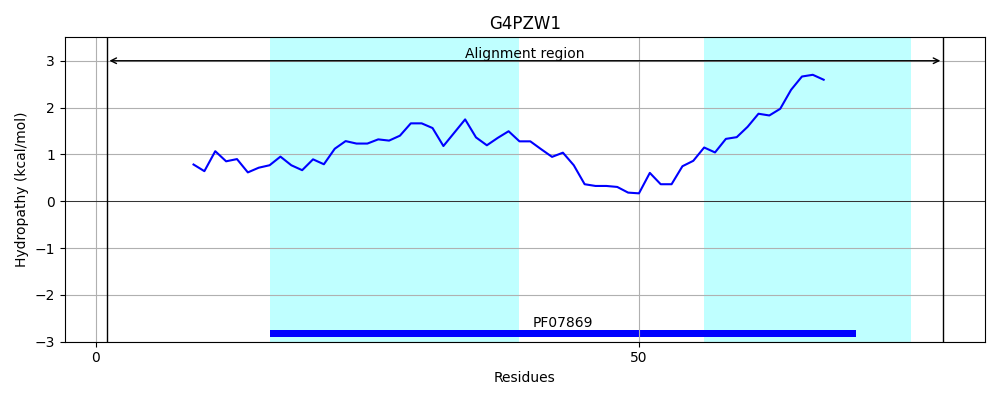 G4PZW1
Alignment region
3
2
1
0
−1
−2
−3
Hydropathy (kcal/mol)
PF07869
0
50
Residues